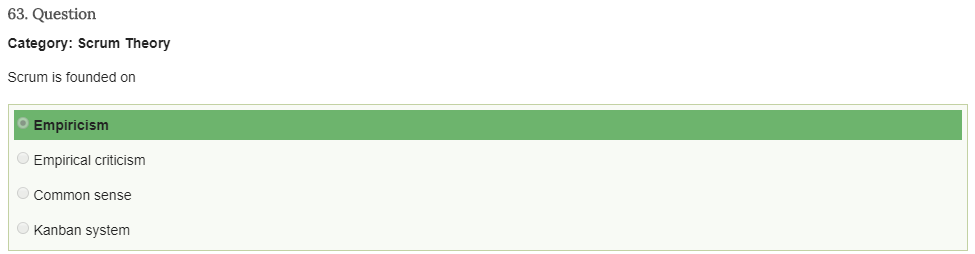 63. Question
Category: Scrum Theory
Scrum is founded on
Empiricism
Empirical criticism
Common sense
Kanban system